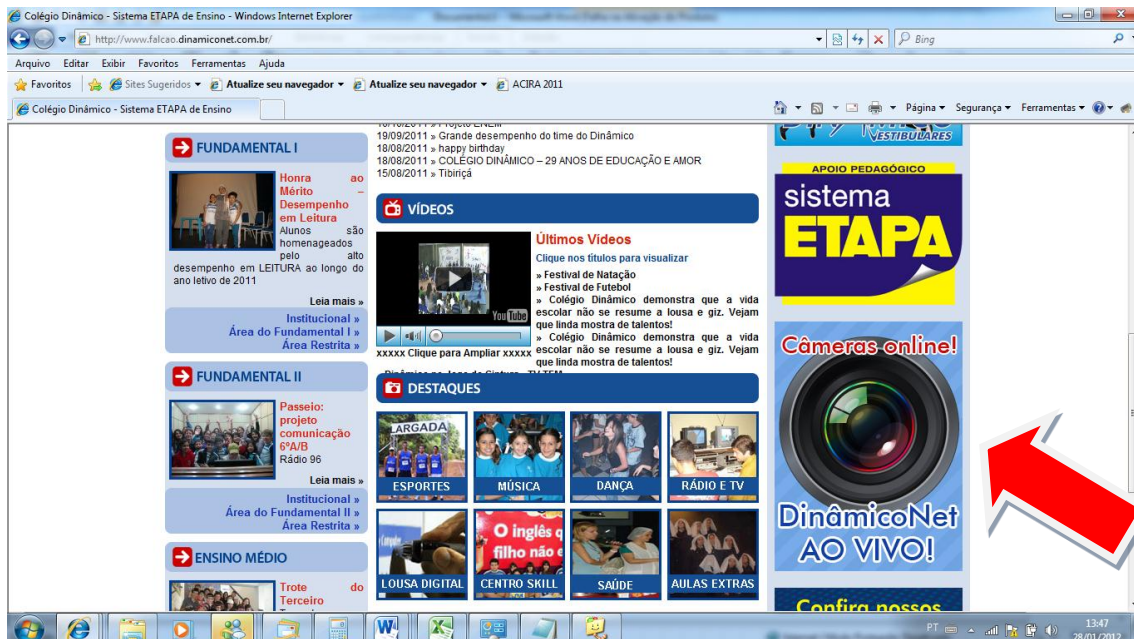 Colégio Dinâmico - Sistema ETAPA de Ensino - Windows Internet Explorer
http://www.falcao.dinamiconet.com.br/
Bing
Arquivo Editar Exibir Favoritos Ferramentas Ajuda
Favoritos Sites Sugeridos Atualize seu navegador Atualize seu navegador ACIRA 2011
Colégio Dinâmico - Sistema ETAPA de Ensino
Página Segurança Ferramentas
FUNDAMENTAL I
Honra ao
Mérito –
Desempenho
em Leitura
Alunos são
homenageados
pelo alto
desempenho em LEITURA ao longo do
ano letivo de 2011
Leia mais »
Institucional »
Área do Fundamental I »
Área Restrita »
FUNDAMENTAL II
Passeio:
projeto
comunicação
6ºA/B
Rádio 96
Leia mais »
Institucional »
Área do Fundamental II »
Área Restrita »
ENSINO MÉDIO
Trote do
Terceiro
19/09/2011 » Grande desempenho do time do Dinâmico
18/08/2011 » happy birthday
18/08/2011 » COLÉGIO DINÂMICO – 29 ANOS DE EDUCAÇÃO E AMOR
15/08/2011 » Tibiriçá
VÍDEOS
YouTube
xxxxx Clique para Ampliar xxxxx
Últimos Vídeos
Clique nos títulos para visualizar
» Festival de Natação
» Festival de Futebol
» Colégio Dinâmico demonstra que a vida
escolar não se resume a lousa e giz. Vejam
que linda mostra de talentos!
» Colégio Dinâmico demonstra que a vida
escolar não se resume a lousa e giz. Vejam
que linda mostra de talentos!
DESTAQUES
LARGADA
ESPORTES MÚSICA DANÇA RÁDIO E TV
O inglês q
filho não e
LOUSA DIGITAL CENTRO SKILL SAÚDE AULAS EXTRAS
VESTIBULARES
APOIO PEDAGÓGICO
sistema
ETAPA
Câmeras online!
DinâmicoNet
AO VIVO!
Confira nossos
PT
13:47
28/01/2012